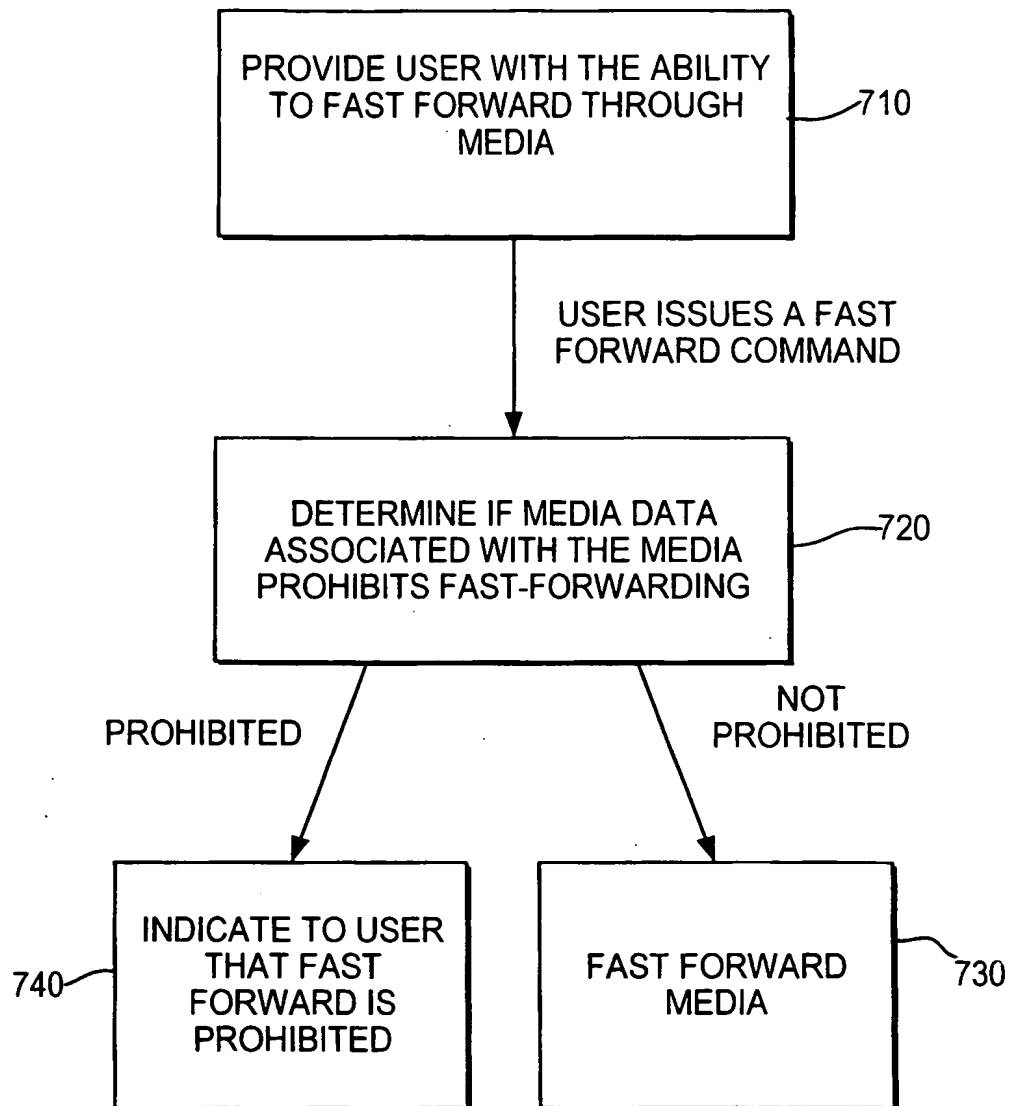 PROVIDE USER WITH THE ABILITY
TO FAST FORWARD THROUGH
MEDIA
710
USER ISSUES A FAST
FORWARD COMMAND
DETERMINE IF MEDIA DATA
ASSOCIATED WITH THE MEDIA
PROHIBITS FAST-FORWARDING
720
PROHIBITED
NOT
PROHIBITED
INDICATE TO USER
THAT FAST
FORWARD IS
PROHIBITED
740
FAST FORWARD
MEDIA
730